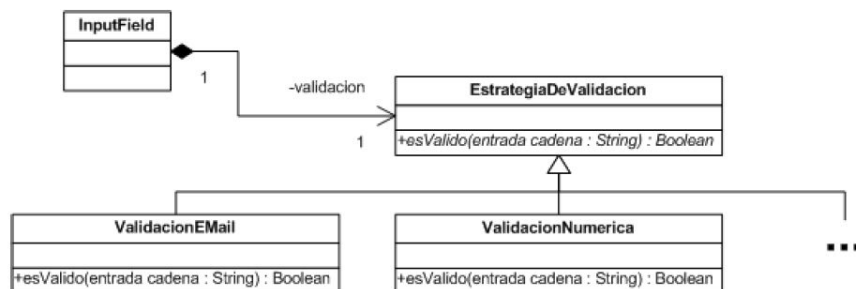 InputField
1
-validacion
1
EstrategiaDeValidacion
+esValido(entrada cadena : String) : Boolean
ValidacionEMail
+esValido(entrada cadena : String) : Boolean
ValidacionNumerica
+esValido(entrada cadena : String) : Boolean
...